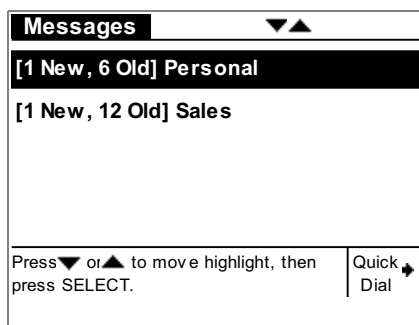 Messages ▼▲
[1 New, 6 Old] Personal
[1 New, 12 Old] Sales
Press▼ or▲ to move highlight, then
press SELECT.
Quick
Dial